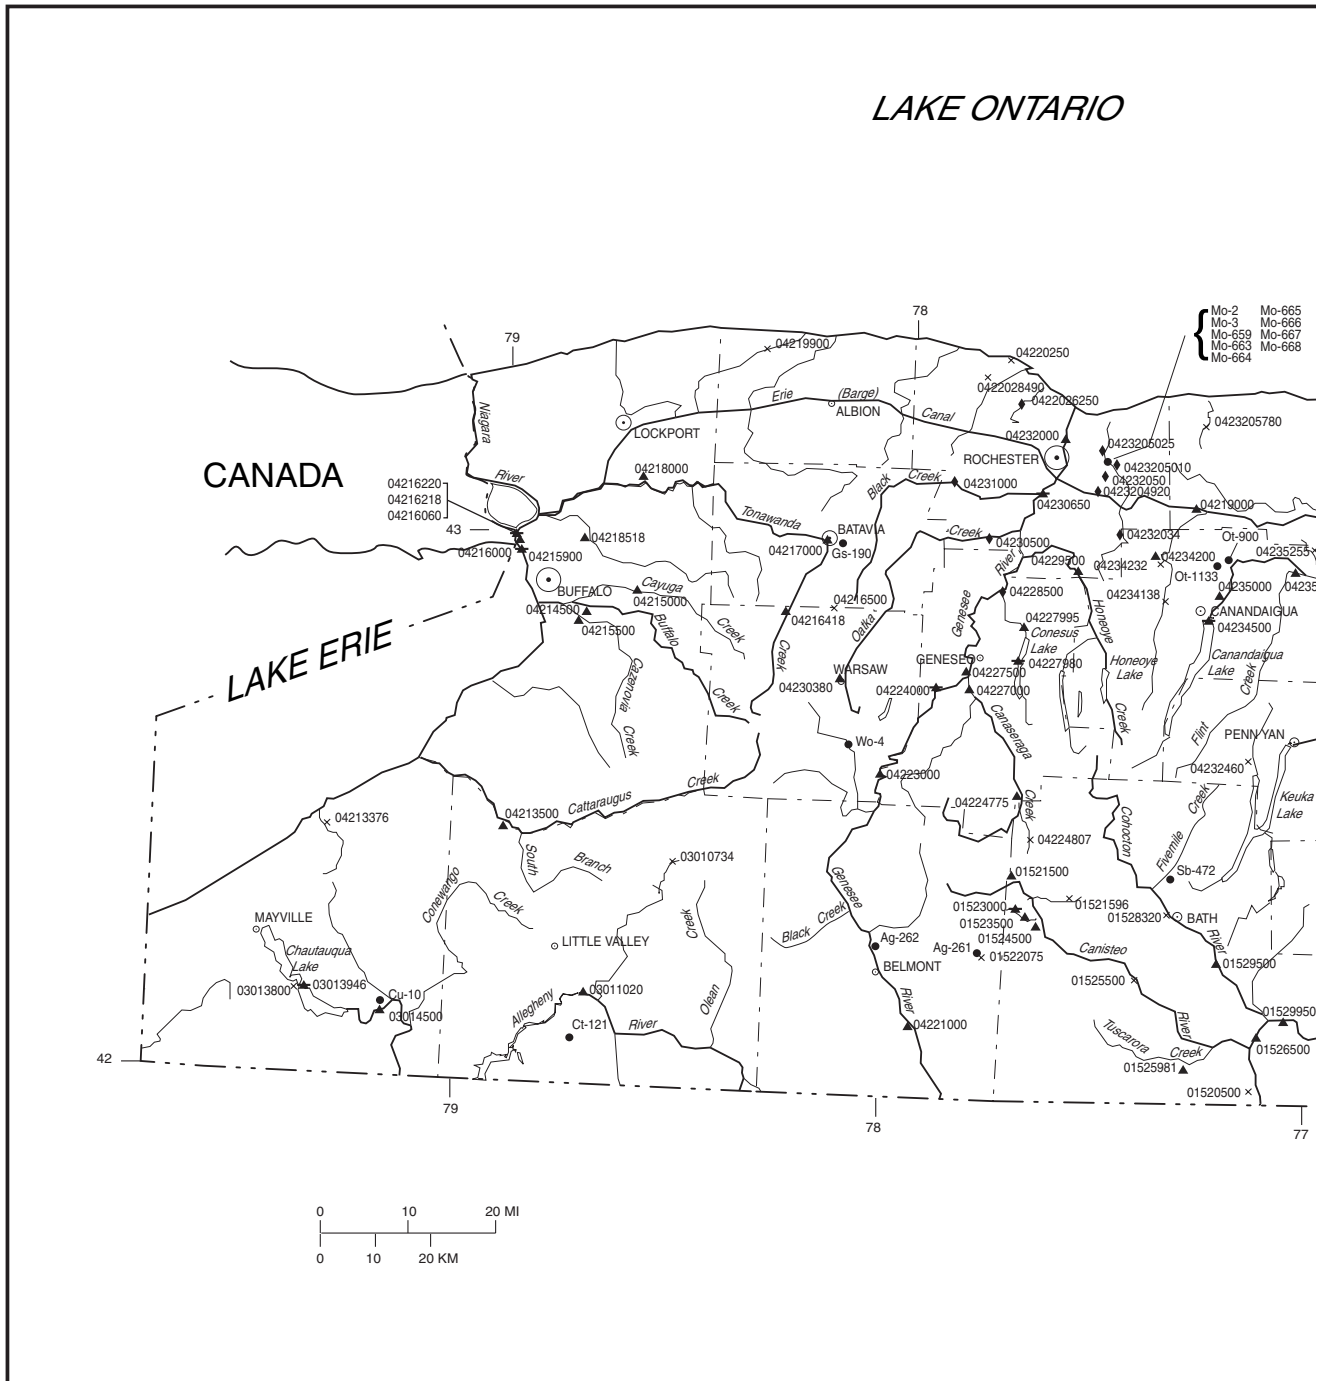 LAKE ONTARIO
78
79
Mo-2 Mo-665
Mo-3 Mo-666
Mo-659 Mo-667
Mo-663 Mo-668
Mo-664
04219900
04220250
0422028490
0422026250
Erie (Barge) Canal
ALBION
Niagara River
LOCKPORT
04232000
ROCHESTER
0423205780
0423205025
0423205010
04232050
0423204920
CANADA
04218000
Black Creek
04231000
04230650
04219000
04216220
04216218
04216060
43
Tonawanda Creek
BATAVIA
04217000
Gs-190
Creek
04230500
04232034
Ot-900
04216000
04215900
04218518
River
04229500
04234232
04234200
04235255
Ot-1133
BUFFALO
Cayuga Creek
04215000
04216500
04228500
04234138
04235000
04235
04214500
04215500
Buffalo Creek
04216418
Oatka
Genesee
04227995
Honeoye Creek
CANANDAIGUA
04234500
Conesus Lake
LAKE ERIE
Cazenovia Creek
WARSAW
04230380
GENESEO
04227980
04227500
04224000
04227000
Honeoye Lake
Canandaigua Lake
Flint Creek
PENN YAN
Wo-4
Canaseraga Creek
04232460
04223000
Cattaraugus Creek
04213376
04213500
04224775
Keuka Lake
Cohocton River
Fivemile Creek
04224807
South Branch
03010734
Sb-472
01521500
Conewango Creek
Genesee River
MAYVILLE
01523000
01523500
01524500
01521596
01528320
BATH
Black Creek
Creek
LITTLE VALLEY
Ag-262
Ag-261
01522075
Canisteo River
Chautauqua Lake
BELMONT
01529500
03013800
03013946
Cu-10
03014500
Allegheny River
03011020
Olean
01525500
Ct-121
04221000
01529950
Tuscarora Creek
01526500
42
01525981
01520500
79
78
77
0 10 20 MI
0 10 20 KM